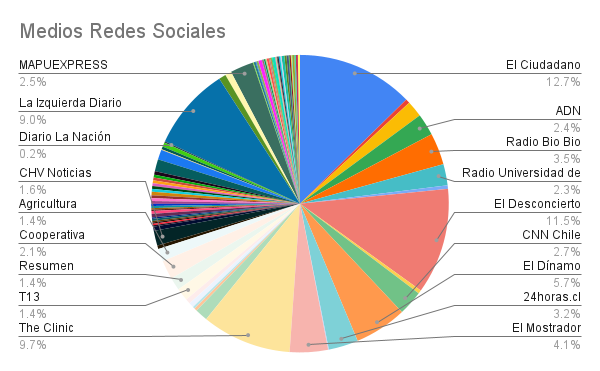 Medios Redes Sociales
MAPUEXPRESS
2.5%
La Izquierda Diario
9.0%
Diario La Nación
0.2%
CHV Noticias
1.6%
Agricultura
1.4%
Cooperativa
2.1%
Resumen
1.4%
T13
1.4%
The Clinic
9.7%
El Ciudadano
12.7%
ADN
2.4%
Radio Bio Bio
3.5%
Radio Universidad de
2.3%
El Desconcierto
11.5%
CNN Chile
2.7%
El Dínamo
5.7%
24horas.cl
3.2%
El Mostrador
4.1%